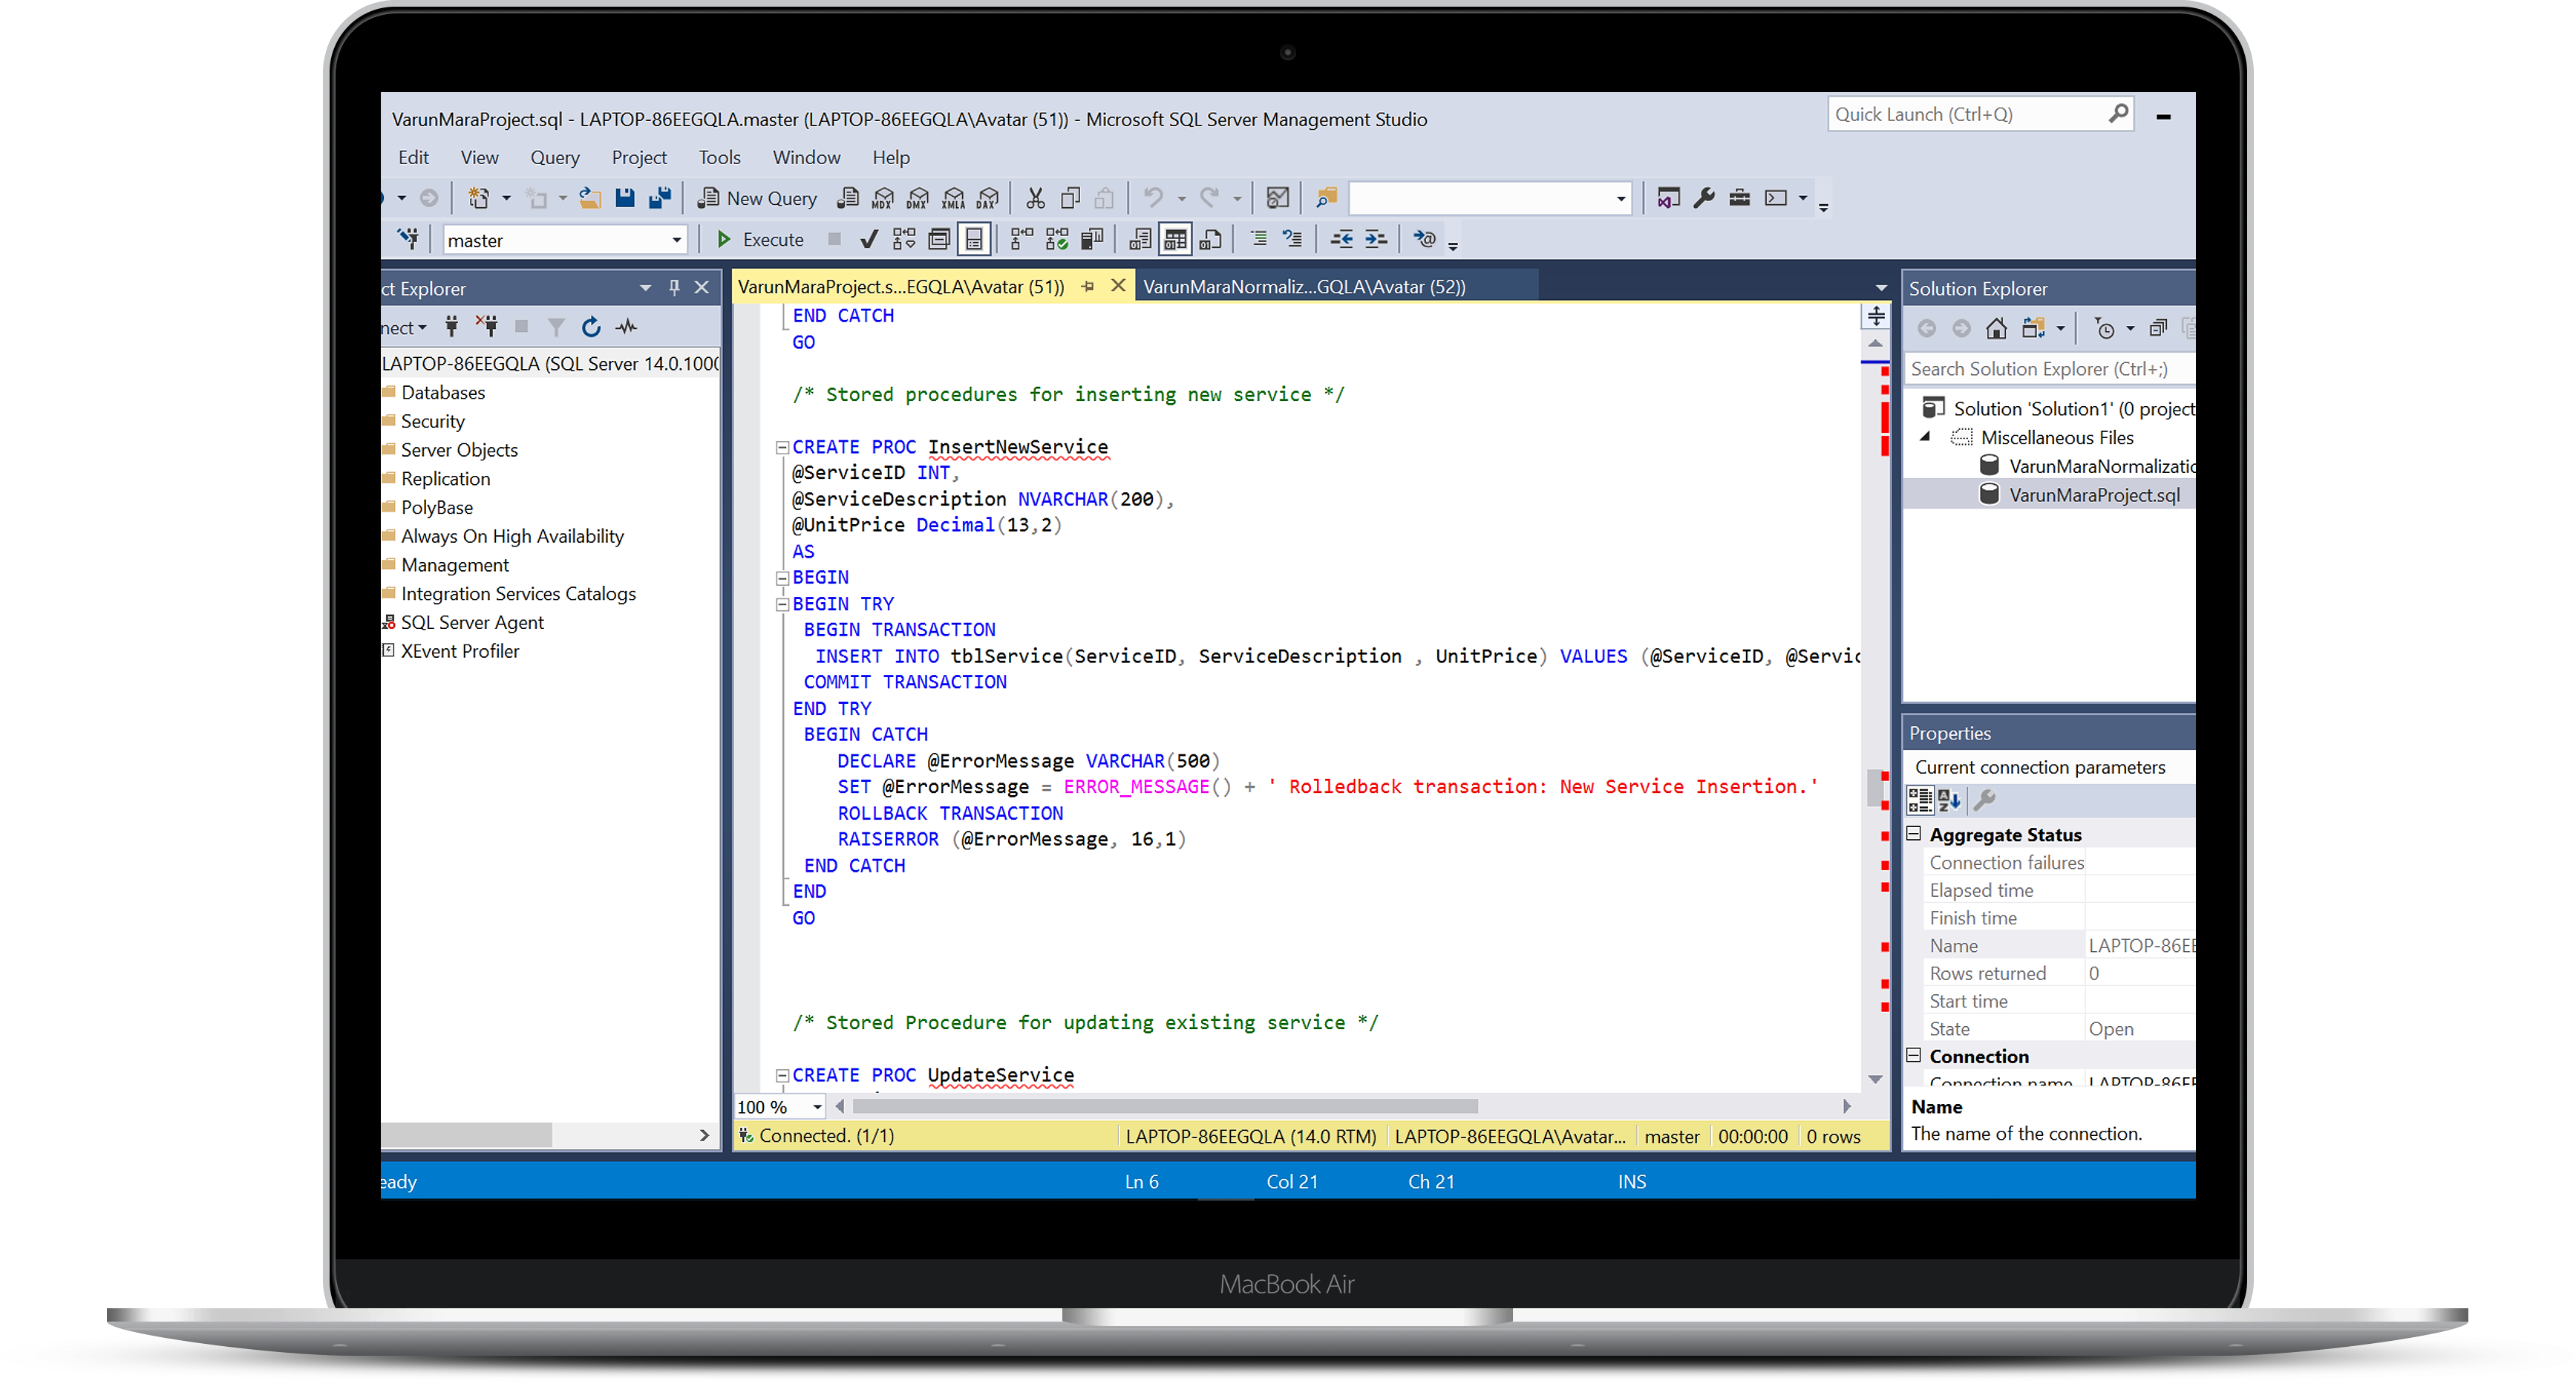 VarunMaraProject.sql - LAPTOP-86EEGQLA.master (LAPTOP-86EEGQLA\Avatar (51)) - Microsoft SQL Server Management Studio
Quick Launch (Ctrl+Q)
Edit View Query Project Tools Window Help
New Query MDX DMX XMLA DAX
master Execute
ct Explorer
nect
LAPTOP-86EEGQLA (SQL Server 14.0.100
Databases
Security
Server Objects
Replication
PolyBase
Always On High Availability
Management
Integration Services Catalogs
SQL Server Agent
XEvent Profiler
VarunMaraProject.s...EGQLA\Avatar (51)) VarunMaraNormaliz...GQLA\Avatar (52))
END CATCH
GO
/* Stored procedures for inserting new service */
CREATE PROC InsertNewService
@ServiceID INT,
@ServiceDescription NVARCHAR(200),
@UnitPrice Decimal(13,2)
AS
BEGIN
BEGIN TRY
BEGIN TRANSACTION
INSERT INTO tblService(ServiceID, ServiceDescription , UnitPrice) VALUES (@ServiceID, @Servic
COMMIT TRANSACTION
END TRY
BEGIN CATCH
DECLARE @ErrorMessage VARCHAR(500)
SET @ErrorMessage = ERROR_MESSAGE() + ' Rolledback transaction: New Service Insertion.'
ROLLBACK TRANSACTION
RAISERROR (@ErrorMessage, 16,1)
END CATCH
END
GO
/* Stored Procedure for updating existing service */
CREATE PROC UpdateService
100 %
Connected. (1/1) LAPTOP-86EEGQLA (14.0 RTM) LAPTOP-86EEGQLA\Avatar... master 00:00:00 0 rows
Solution Explorer
Search Solution Explorer (Ctrl+;)
Solution 'Solution1' (0 project
Miscellaneous Files
VarunMaraNormalizatic
VarunMaraProject.sql
Properties
Current connection parameters
Aggregate Status
Connection failures
Elapsed time
Finish time
Name LAPTOP-86EE
Rows returned 0
Start time
State Open
Connection
Connection name LAPTOP-86EE
Name
The name of the connection.
eady Ln 6 Col 21 Ch 21 INS
MacBook Air